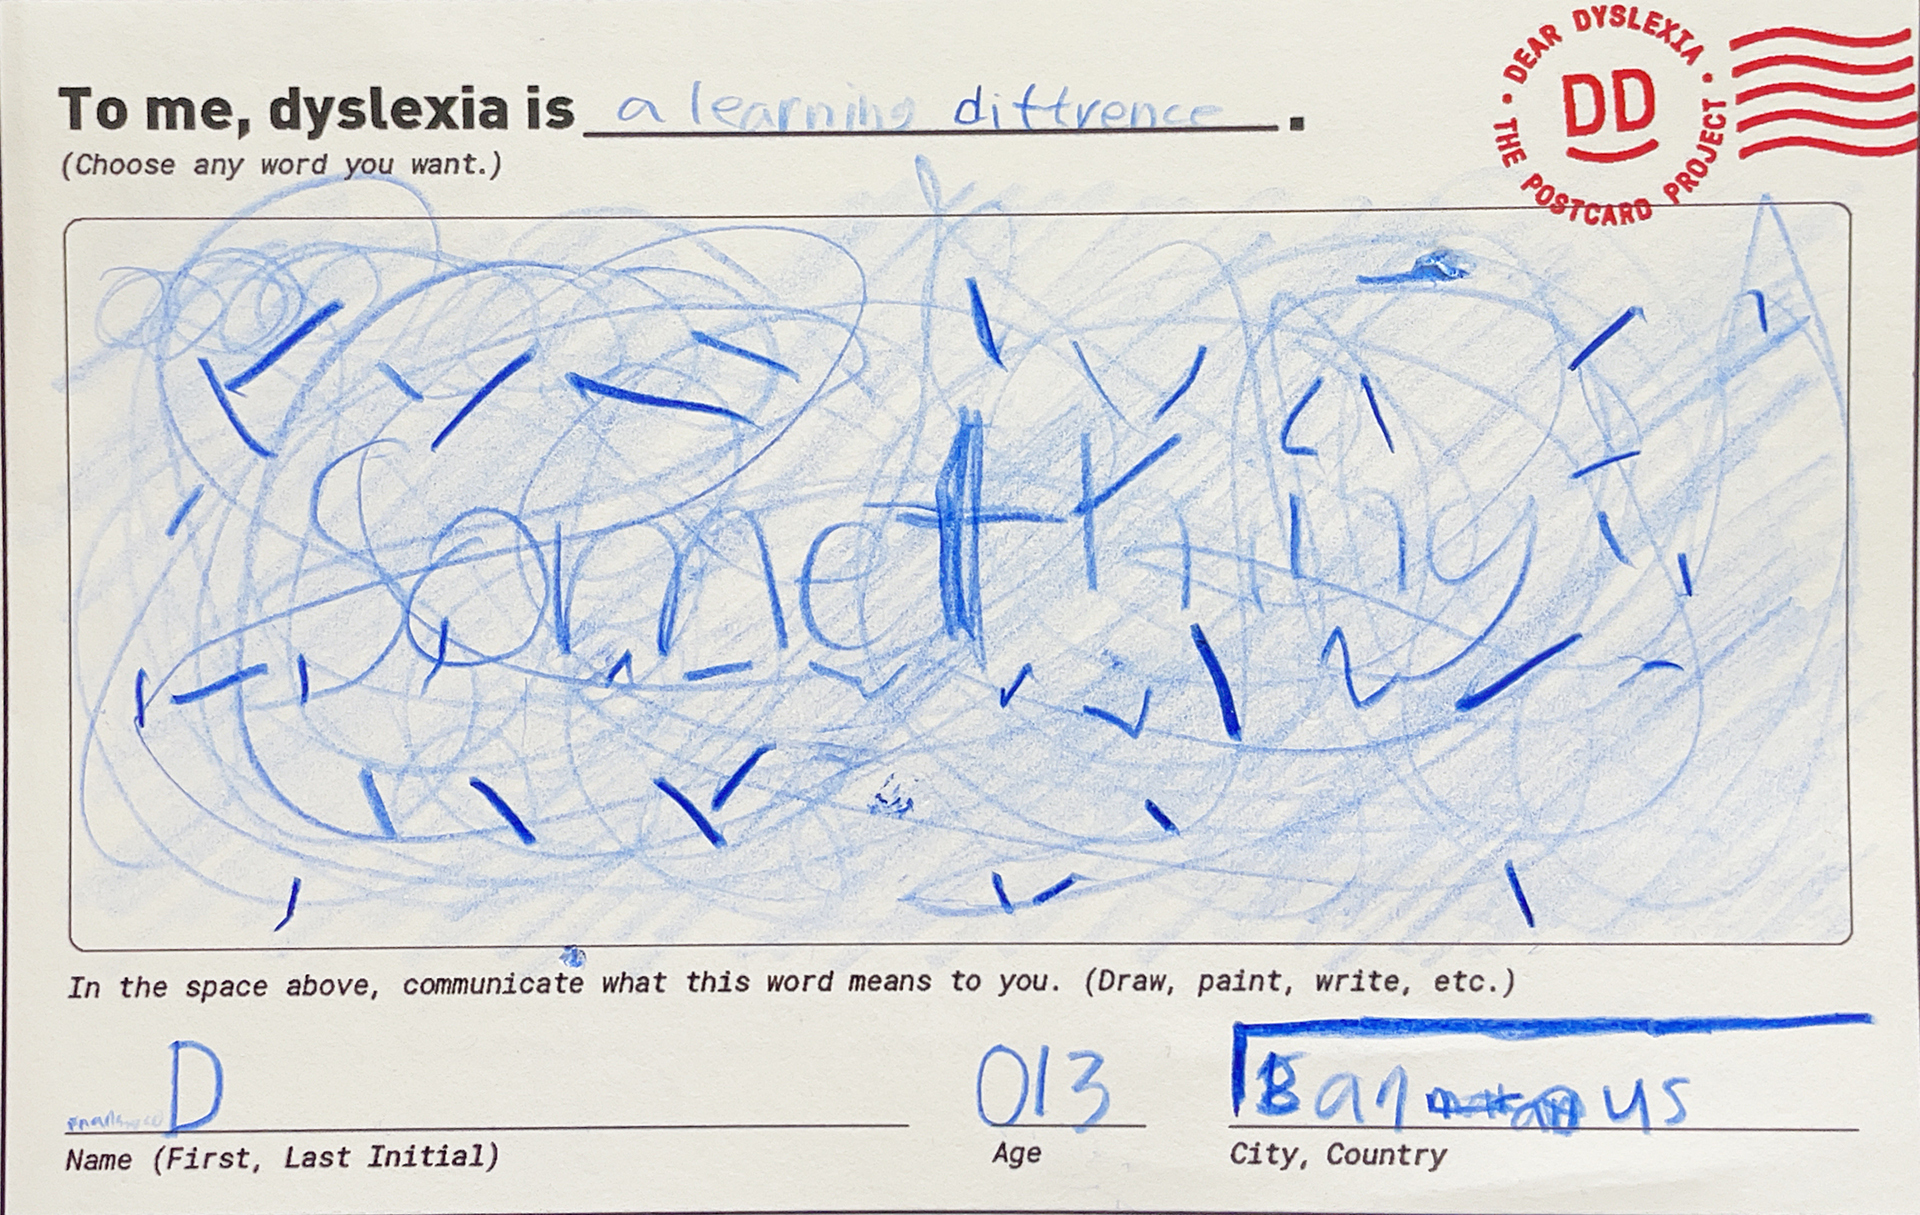 DEAR DYSLEXIA • THE POSTCARD PROJECT •
DD
To me, dyslexia is a learning diffrence.
(Choose any word you want.)
Something
In the space above, communicate what this word means to you. (Draw, paint, write, etc.)
D 013 us
Name (First, Last Initial) Age City, Country